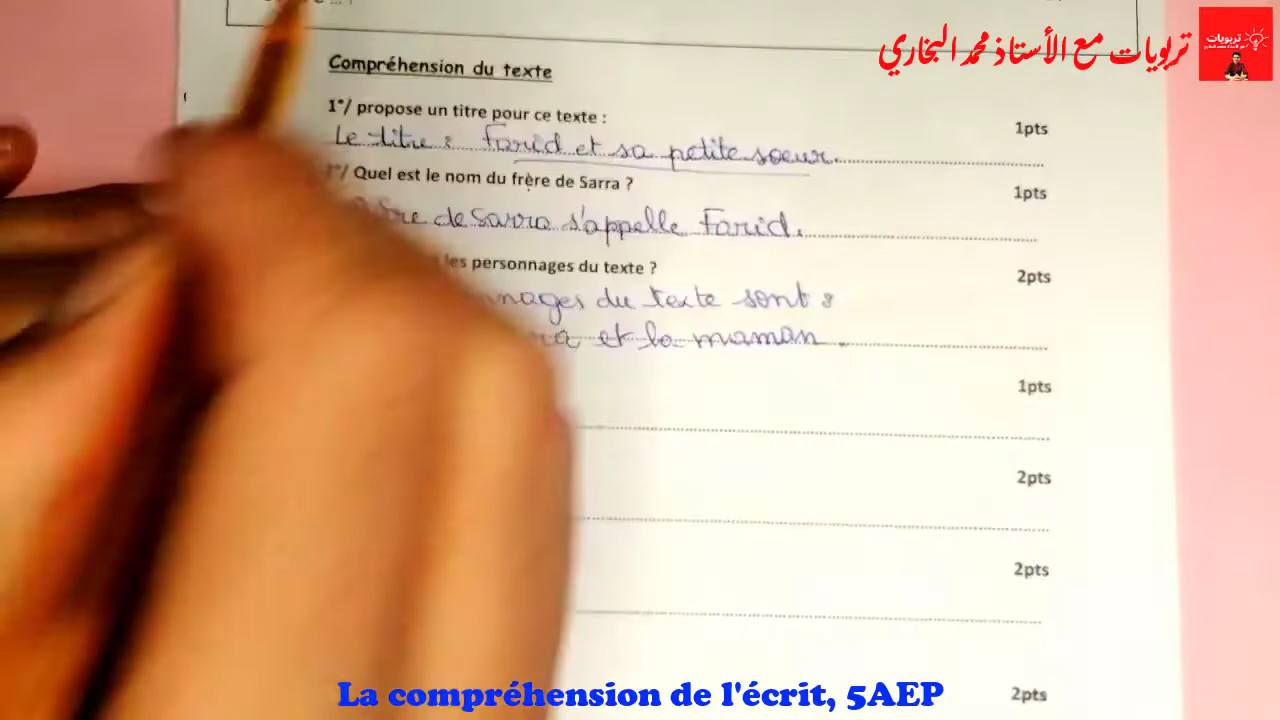 تربويات مع الأستاذ محمد البخاري
تربويات
Compréhension du texte
1°/ propose un titre pour ce texte :
1pts
Le titre : Farid et sa petite soeur.
Quel est le nom du frère de Sarra ?
1pts
de Sarra s'appelle Farid.
les personnages du texte ?
2pts
du texte sont :
et la maman.
1pts
2pts
2pts
2pts
La compréhension de l'écrit, 5AEP